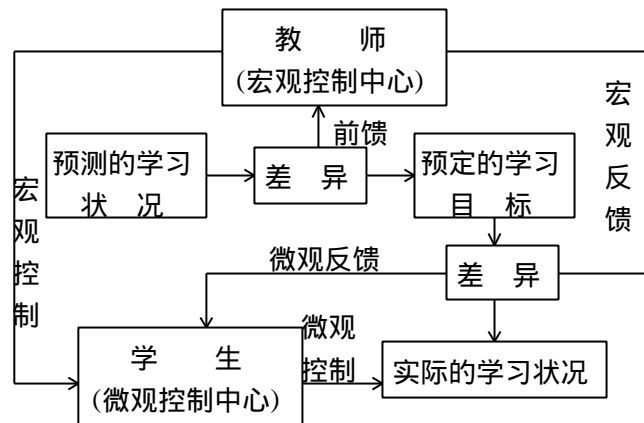 教 师
(宏观控制中心)
前馈
预测的学习
状 况
差 异
预定的学习
目 标
宏观反馈
宏观控制
微观反馈
差 异
学 生
(微观控制中心)
微观
控制
实际的学习状况